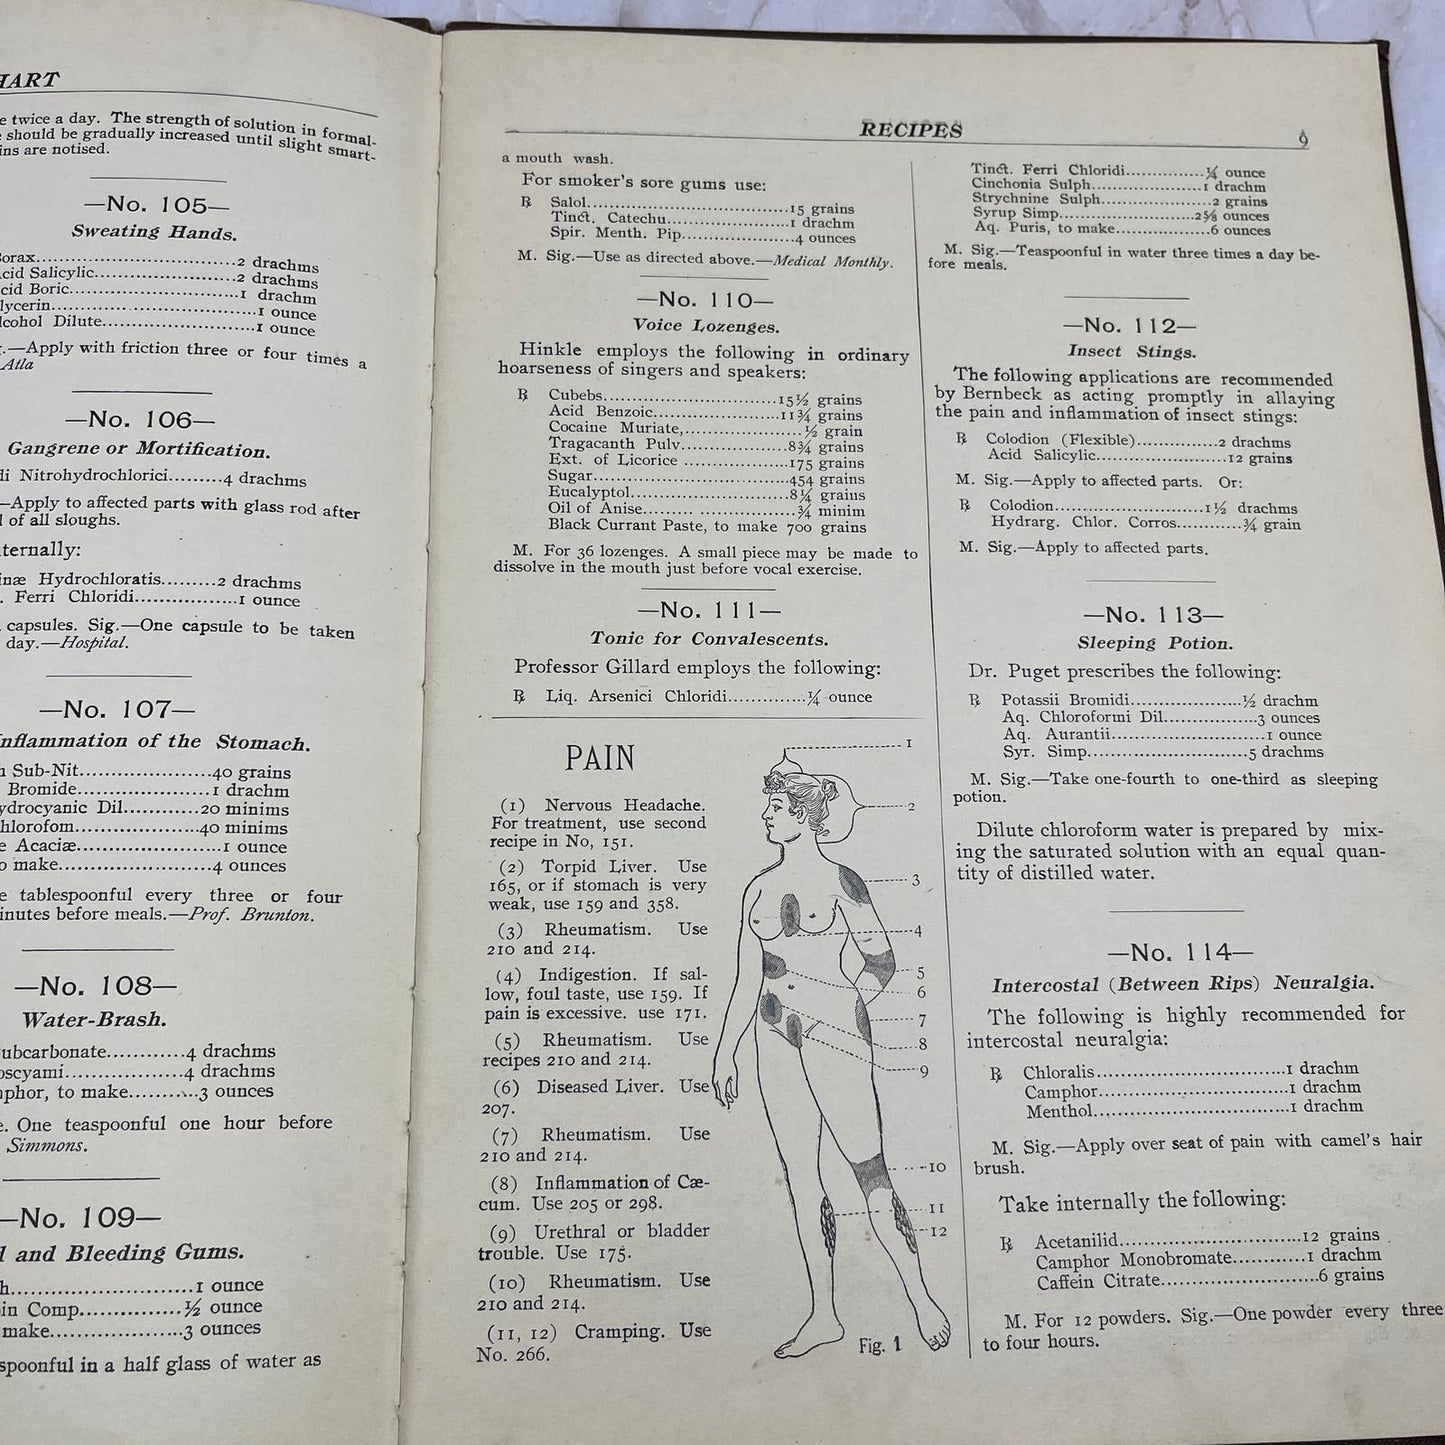 HART
e twice a day. The strength of solution in formal-
e should be gradually increased until slight smart-
ins are notised.
—No. 105—
Sweating Hands.
orax....2 drachms
cid Salicylic....2 drachms
cid Boric....1 drachm
lycerin....1 ounce
lcohol Dilute....1 ounce
.—Apply with friction three or four times a
Atla
—No. 106—
Gangrene or Mortification.
di Nitrohydrochlorici....4 drachms
—Apply to affected parts with glass rod after
l of all sloughs.
ternally:
inæ Hydrochloratis....2 drachms
. Ferri Chloridi....1 ounce
capsules. Sig.—One capsule to be taken
day.—Hospital.
—No. 107—
Inflammation of the Stomach.
h Sub-Nit....40 grains
Bromide....1 drachm
ydrocyanic Dil....20 minims
hlorofom....40 minims
e Acaciæ....1 ounce
o make....4 ounces
e tablespoonful every three or four
inutes before meals.—Prof. Brunton.
—No. 108—
Water-Brash.
ubcarbonate....4 drachms
oscyami....4 drachms
mphor, to make....3 ounces
e. One teaspoonful one hour before
Simmons.
—No. 109—
d and Bleeding Gums.
h....1 ounce
in Comp....½ ounce
make....3 ounces
spoonful in a half glass of water as
RECIPES 9
a mouth wash.
For smoker's sore gums use:
℞ Salol....15 grains
Tinct. Catechu....1 drachm
Spir. Menth. Pip....4 ounces
M. Sig.—Use as directed above.—Medical Monthly.
—No. 110—
Voice Lozenges.
Hinkle employs the following in ordinary
hoarseness of singers and speakers:
℞ Cubebs....15½ grains
Acid Benzoic....11¾ grains
Cocaine Muriate,....½ grain
Tragacanth Pulv....8¾ grains
Ext. of Licorice ....175 grains
Sugar....454 grains
Eucalyptol....8¼ grains
Oil of Anise....¾ minim
Black Currant Paste, to make 700 grains
M. For 36 lozenges. A small piece may be made to
dissolve in the mouth just before vocal exercise.
—No. 111—
Tonic for Convalescents.
Professor Gillard employs the following:
℞ Liq. Arsenici Chloridi....¼ ounce
PAIN
(1) Nervous Headache.
For treatment, use second
recipe in No, 151.
(2) Torpid Liver. Use
165, or if stomach is very
weak, use 159 and 358.
(3) Rheumatism. Use
210 and 214.
(4) Indigestion. If sal-
low, foul taste, use 159. If
pain is excessive. use 171.
(5) Rheumatism. Use
recipes 210 and 214.
(6) Diseased Liver. Use
207.
(7) Rheumatism. Use
210 and 214.
(8) Inflammation of Cæ-
cum. Use 205 or 298.
(9) Urethral or bladder
trouble. Use 175.
(10) Rheumatism. Use
210 and 214.
(11, 12) Cramping. Use
No. 266.
1
2
3
4
5
6
7
8
9
10
11
12
Fig. 1
Tinct. Ferri Chloridi....¼ ounce
Cinchonia Sulph....1 drachm
Strychnine Sulph....2 grains
Syrup Simp....2⅝ ounces
Aq. Puris, to make....6 ounces
M. Sig.—Teaspoonful in water three times a day be-
fore meals.
—No. 112—
Insect Stings.
The following applications are recommended
by Bernbeck as acting promptly in allaying
the pain and inflammation of insect stings:
℞ Colodion (Flexible)....2 drachms
Acid Salicylic....12 grains
M. Sig.—Apply to affected parts. Or:
℞ Colodion....1½ drachms
Hydrarg. Chlor. Corros....¾ grain
M. Sig.—Apply to affected parts.
—No. 113—
Sleeping Potion.
Dr. Puget prescribes the following:
℞ Potassii Bromidi....½ drachm
Aq. Chloroformi Dil....3 ounces
Aq. Aurantii....1 ounce
Syr. Simp....5 drachms
M. Sig.—Take one-fourth to one-third as sleeping
potion.
Dilute chloroform water is prepared by mix-
ing the saturated solution with an equal quan-
tity of distilled water.
—No. 114—
Intercostal (Between Rips) Neuralgia.
The following is highly recommended for
intercostal neuralgia:
℞ Chloralis....1 drachm
Camphor....1 drachm
Menthol....1 drachm
M. Sig.—Apply over seat of pain with camel's hair
brush.
Take internally the following:
℞ Acetanilid....12 grains
Camphor Monobromate....1 drachm
Caffein Citrate....6 grains
M. For 12 powders. Sig.—One powder every three
to four hours.